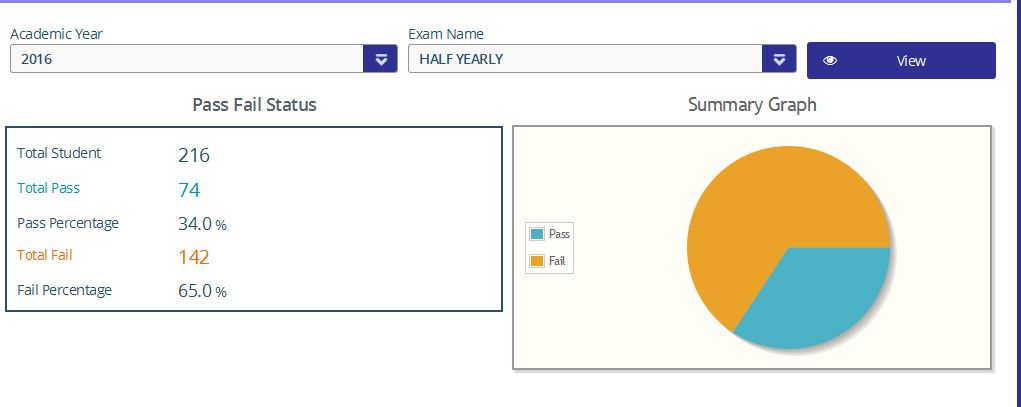 Academic Year
Exam Name
2016
HALF YEARLY
View
Pass Fail Status
Summary Graph
Total Student 216
Total Pass 74
Pass Percentage 34.0 %
Total Fail 142
Fail Percentage 65.0 %
Pass
Fail